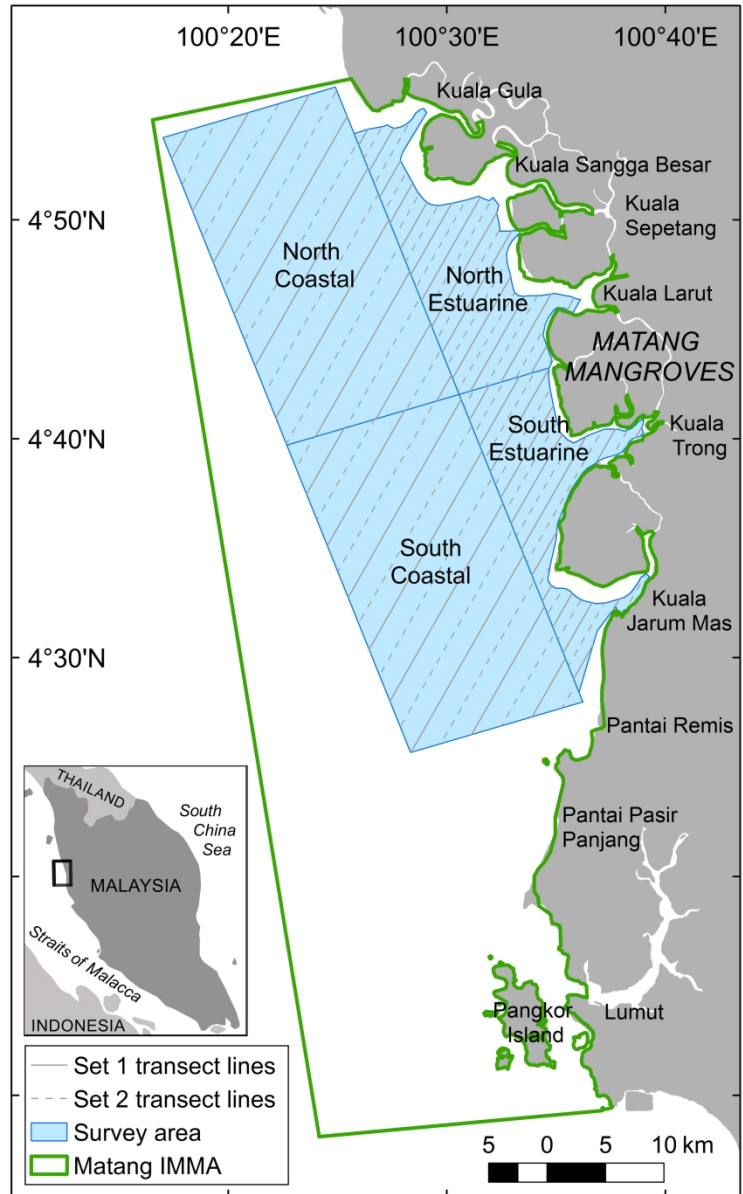 100°20'E
100°30'E
100°40'E
Kuala Gula
Kuala Sangga Besar
4°50'N
Kuala
Sepetang
North
Coastal
North
Estuarine
Kuala Larut
MATANG
MANGROVES
4°40'N
South
Estuarine
Kuala
Trong
South
Coastal
Kuala
Jarum Mas
4°30'N
Pantai Remis
THAILAND
South
China
Sea
MALAYSIA
Straits of Malacca
INDONESIA
Pantai Pasir
Panjang
Pangkor
Island
Lumut
Set 1 transect lines
Set 2 transect lines
Survey area
Matang IMMA
5 0 5 10 km